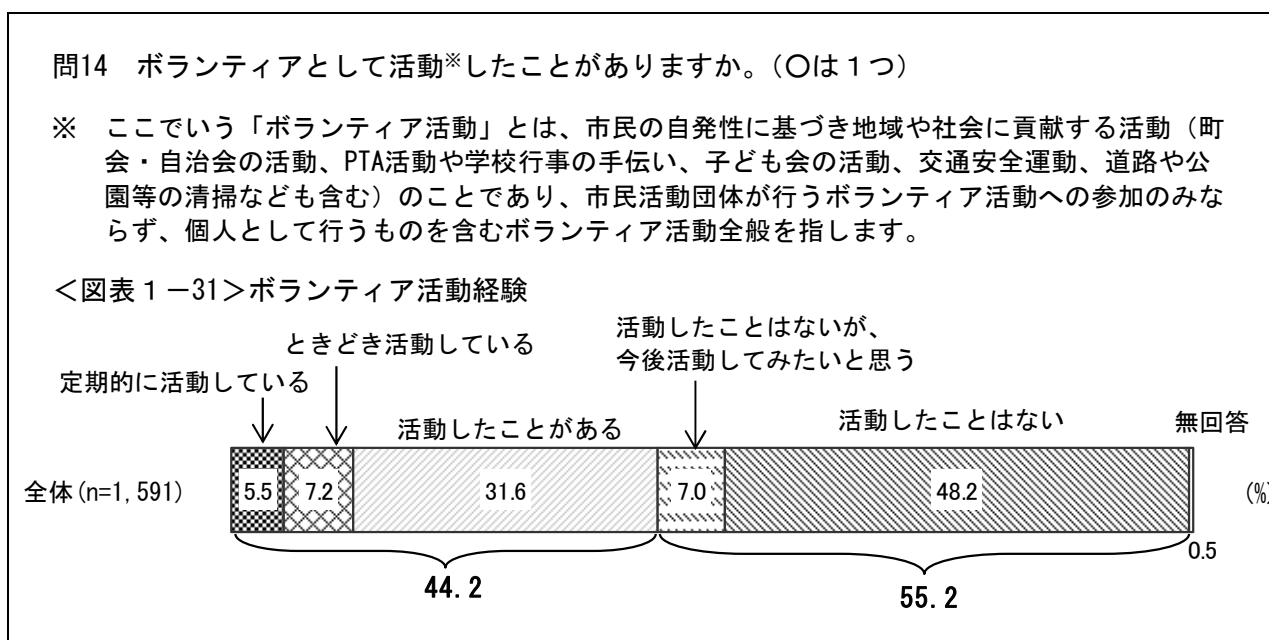 問14　ボランティアとして活動※したことがありますか。（〇は１つ）
※　ここでいう「ボランティア活動」とは、市民の自発性に基づき地域や社会に貢献する活動（町
会・自治会の活動、PTA活動や学校行事の手伝い、子ども会の活動、交通安全運動、道路や公
園等の清掃なども含む）のことであり、市民活動団体が行うボランティア活動への参加のみな
らず、個人として行うものを含むボランティア活動全般を指します。
＜図表１－31＞ボランティア活動経験
定期的に活動している
ときどき活動している
活動したことがある
活動したことはないが、
今後活動してみたいと思う
活動したことはない
無回答
全体(n=1,591)
5.5
7.2
31.6
7.0
48.2
(%)
0.5
44.2
55.2